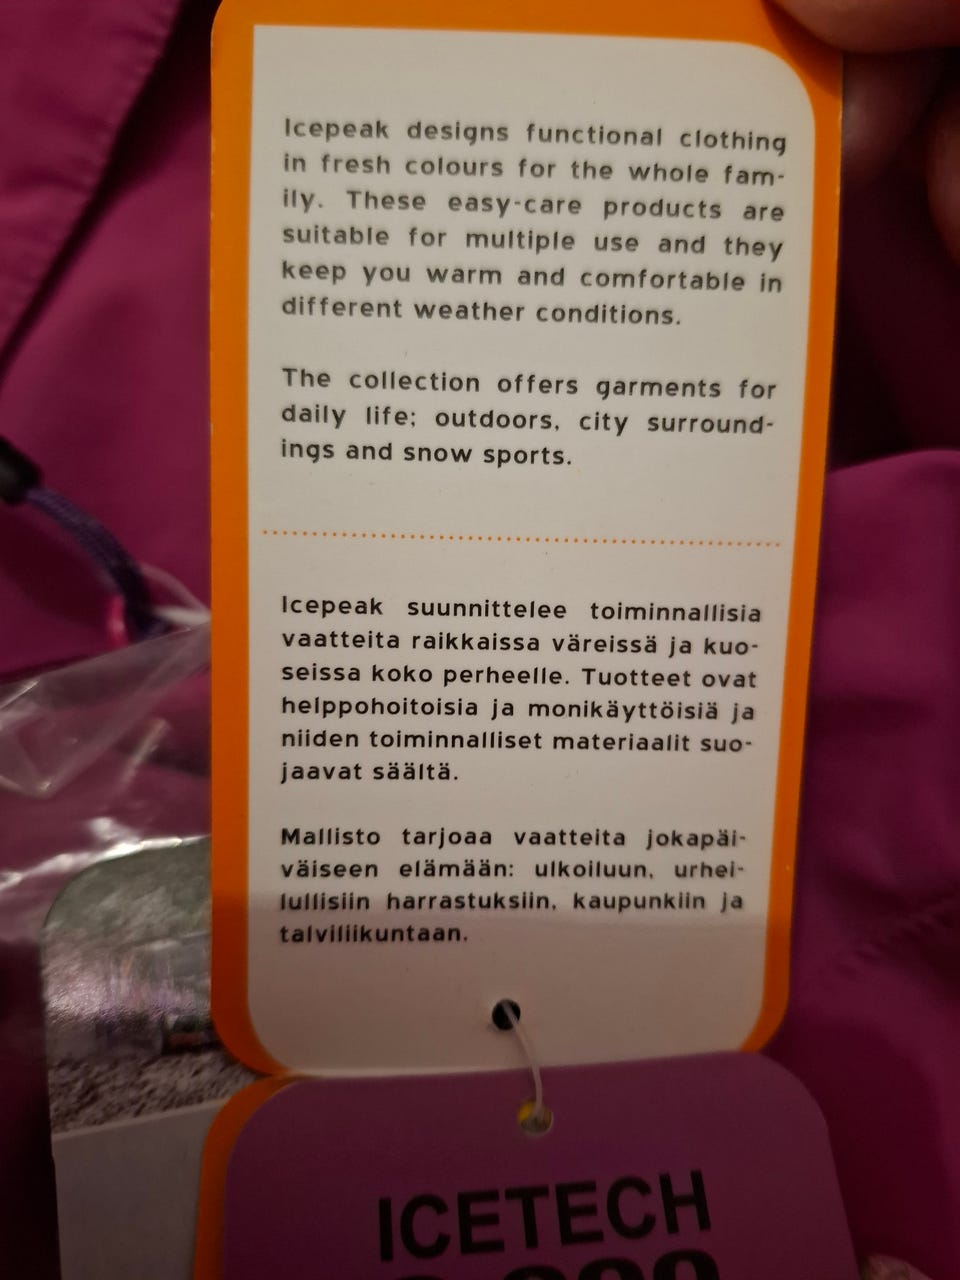 Icepeak designs functional clothing
in fresh colours for the whole fam-
ily. These easy-care products are
suitable for multiple use and they
keep you warm and comfortable in
different weather conditions.
The collection offers garments for
daily life; outdoors, city surround-
ings and snow sports.
Icepeak suunnittelee toiminnallisia
vaatteita raikkaissa väreissä ja kuo-
seissa koko perheelle. Tuotteet ovat
helppohoitoisia ja monikäyttöisiä ja
niiden toiminnalliset materiaalit suo-
jaavat säältä.
Mallisto tarjoaa vaatteita jokapäi-
väiseen elämään: ulkoiluun, urhei-
lullisiin harrastuksiin, kaupunkiin ja
talviliikuntaan.
ICETECH